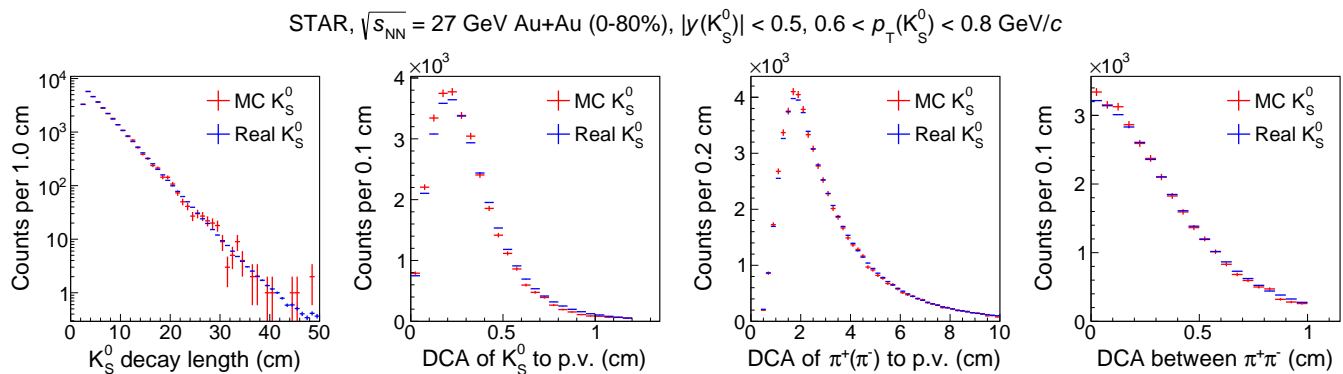 STAR, √s_NN = 27 GeV Au+Au (0-80%), |y(K⁰_S)| < 0.5, 0.6 < p_T(K⁰_S) < 0.8 GeV/c
Counts per 1.0 cm
10⁴
10³
10²
10
1
MC K⁰_S
Real K⁰_S
0 10 20 30 40 50
K⁰_S decay length (cm)
×10³
Counts per 0.1 cm
4
3
2
1
0
MC K⁰_S
Real K⁰_S
0 0.5 1
DCA of K⁰_S to p.v. (cm)
×10³
Counts per 0.2 cm
4
2
0
MC K⁰_S
Real K⁰_S
0 2 4 6 8 10
DCA of π⁺(π⁻) to p.v. (cm)
×10³
Counts per 0.1 cm
3
2
1
0
MC K⁰_S
Real K⁰_S
0 0.5 1
DCA between π⁺π⁻ (cm)